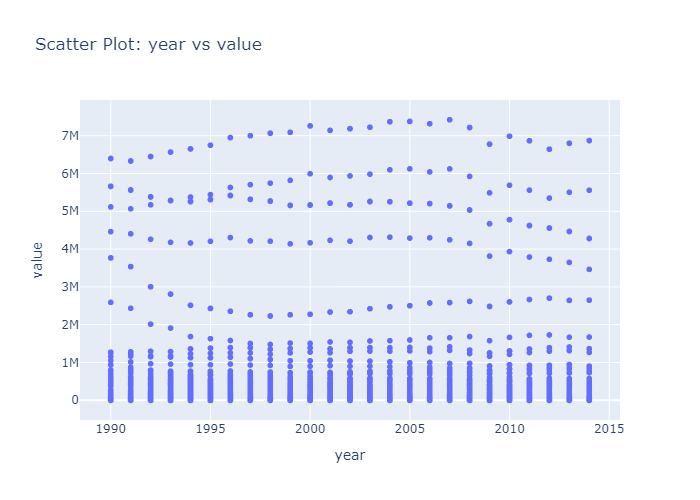 Scatter Plot: year vs value
7M
6M
5M
4M
3M
2M
1M
0
value
1990
1995
2000
2005
2010
2015
year